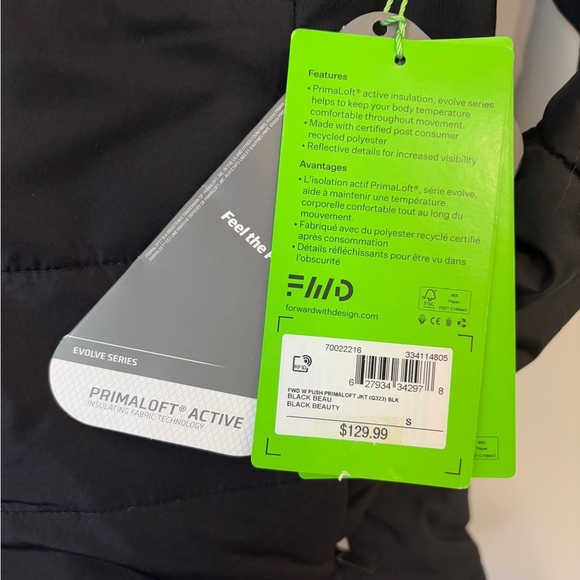 Features
• PrimaLoft® active insulation, evolve series
helps to keep your body temperature
comfortable throughout movement.
• Made with certified post consumer
recycled polyester
• Reflective details for increased visibility
Avantages
• L'isolation actif PrimaLoft®, série evolve,
aide à maintenir une température
corporelle confortable tout au long du
mouvement.
• Fabriqué avec du polyester recyclé certifié
après consommation
• Détails réfléchissants pour être vu dans
l'obscurité
FWD
forwardwithdesign.com
FSC
MIX
Paper
70022216
334114805
RFID
6 27934 34297 8
FWD W PUSH PRIMALOFT JKT (Q323) BLK
BLACK BEAU
BLACK BEAUTY
S
$129.99
Feel the
EVOLVE SERIES
PRIMALOFT® ACTIVE
INSULATING FABRIC TECHNOLOGY